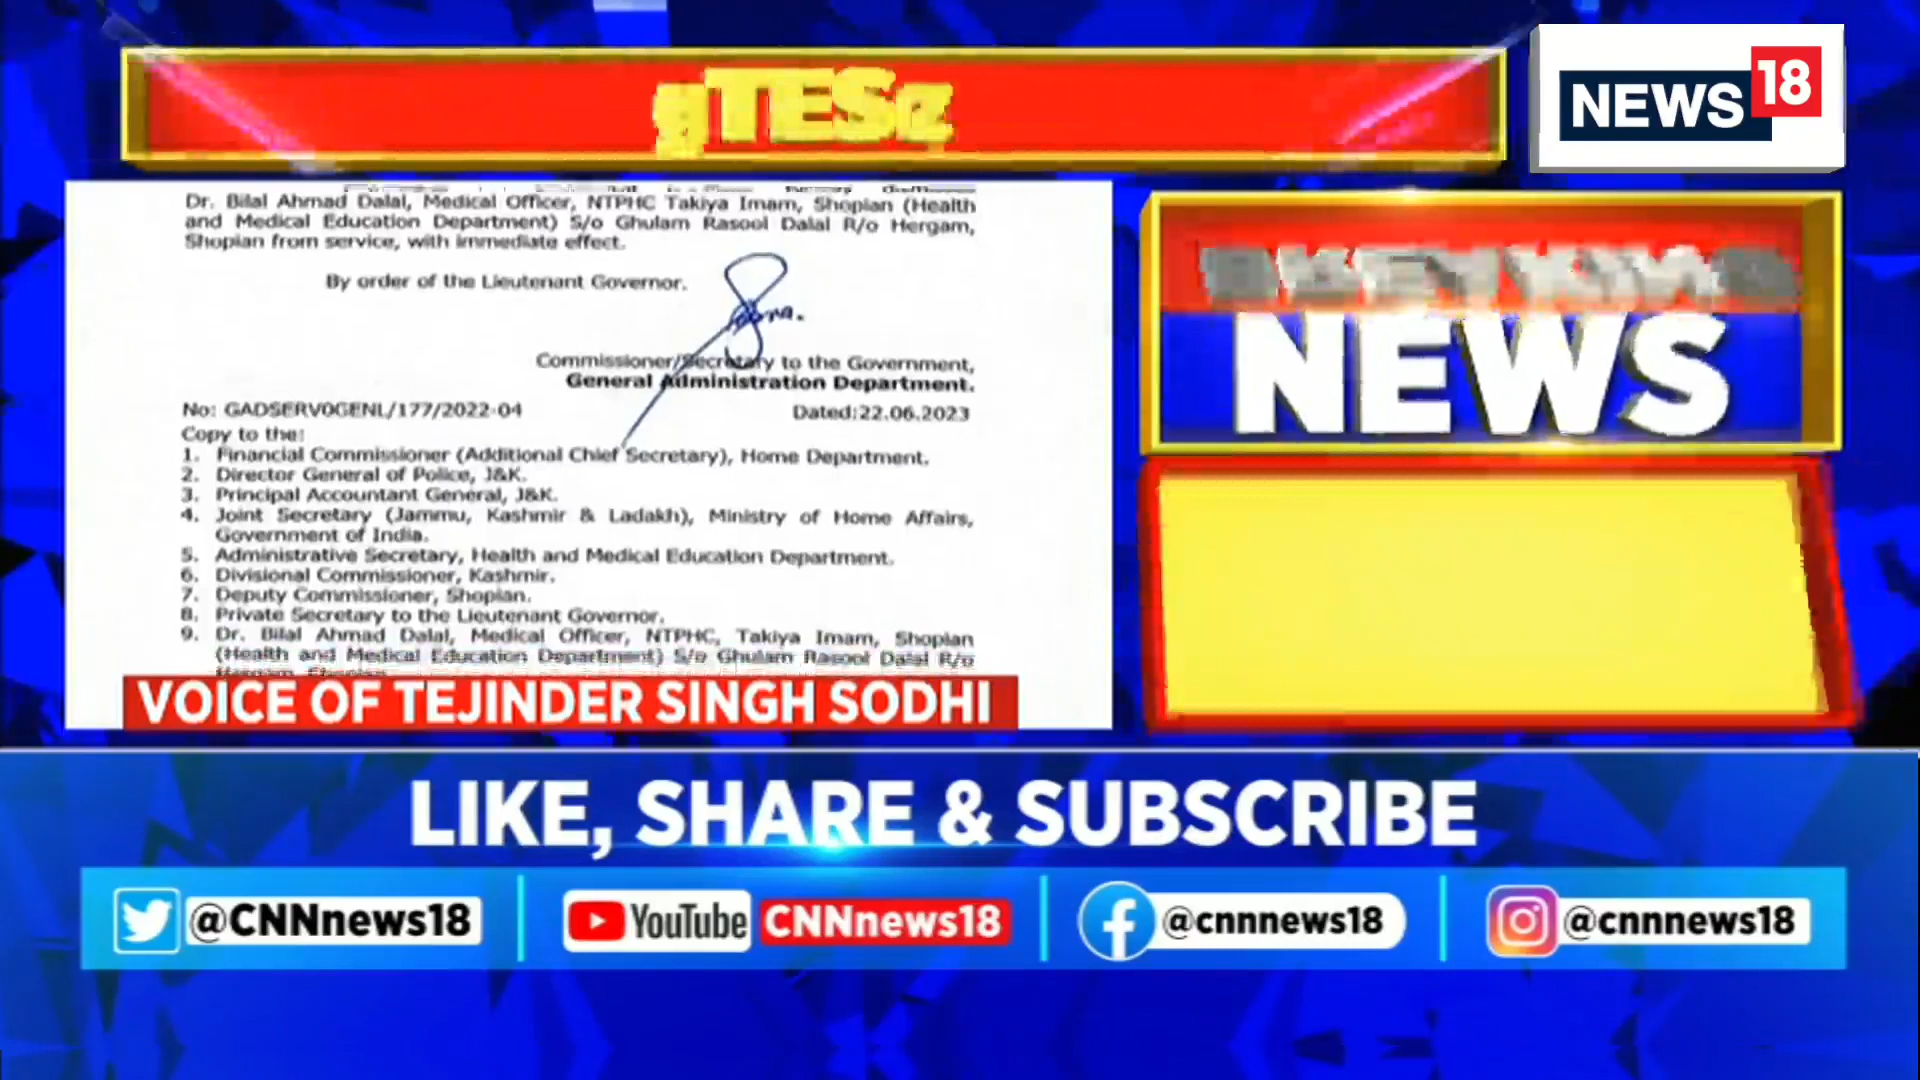 NEWS 18
Dr. Bilal Ahmad Dalal, Medical Officer, NTPHC Takiya Imam, Shopian (Health
and Medical Education Department) S/o Ghulam Rasool Dalal R/o Hergam,
Shopian from service, with immediate effect.
By order of the Lieutenant Governor.
Commissioner/Secretary to the Government,
General Administration Department.
No: GADSERV0GENL/177/2022-04 Dated:22.06.2023
Copy to the:
1. Financial Commissioner (Additional Chief Secretary), Home Department.
2. Director General of Police, J&K.
3. Principal Accountant General, J&K.
4. Joint Secretary (Jammu, Kashmir & Ladakh), Ministry of Home Affairs,
Government of India.
5. Administrative Secretary, Health and Medical Education Department.
6. Divisional Commissioner, Kashmir.
7. Deputy Commissioner, Shopian.
8. Private Secretary to the Lieutenant Governor.
9. Dr. Bilal Ahmad Dalal, Medical Officer, NTPHC, Takiya Imam, Shopian
(Health and Medical Education Department) S/o Ghulam Rasool Dalal R/o
VOICE OF TEJINDER SINGH SODHI
NEWS
LIKE, SHARE & SUBSCRIBE
@CNNnews18
YouTube CNNnews18
@cnnnews18
@cnnnews18